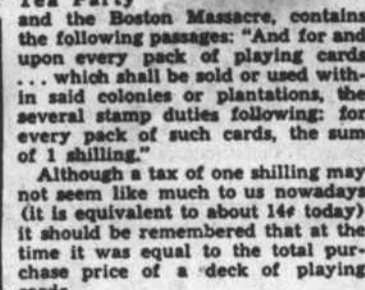 Tea Party
and the Boston Massacre, contains
the following passages: "And for and
upon every pack of playing cards
... which shall be sold or used with-
in said colonies or plantations, the
several stamp duties following: for
every pack of such cards, the sum
of 1 shilling."
Although a tax of one shilling may
not seem like much to us nowadays
(it is equivalent to about 14¢ today)
it should be remembered that at the
time it was equal to the total pur-
chase price of a deck of playing
cards